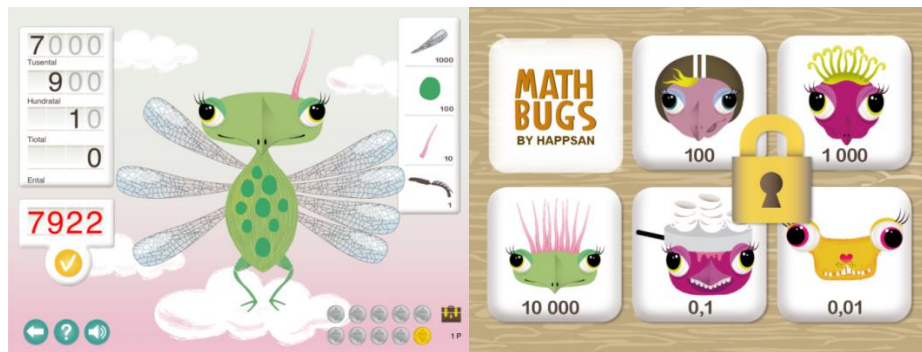 7000
Tusental
900
Hundratal
10
Tiotal
0
Ental
7922
1000
100
10
1
1 P
MATH
BUGS
BY HAPPSAN
100
1 000
10 000
0,1
0,01